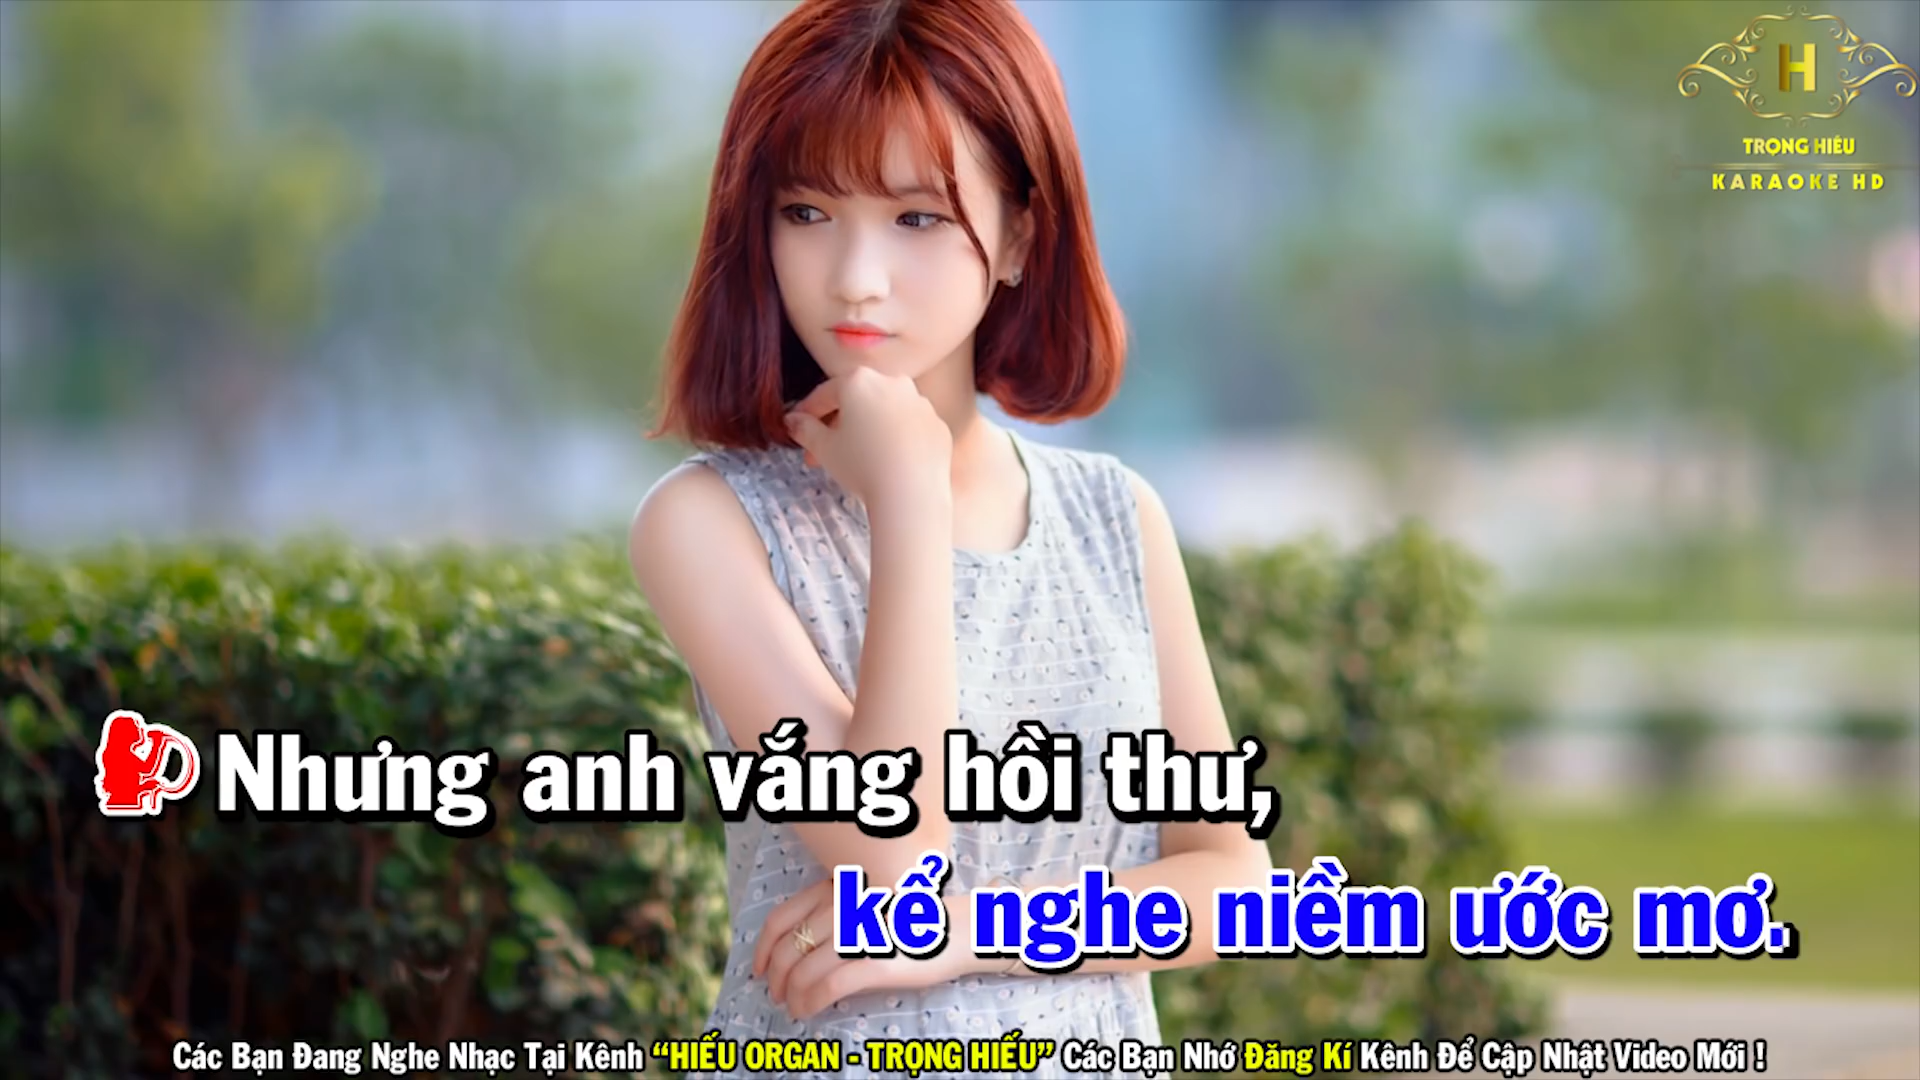 H
TRỌNG HIẾU
KARAOKE HD
Nhưng anh vắng hồi thư,
kể nghe niềm ước mơ.
Các Bạn Đang Nghe Nhạc Tại Kênh “HIẾU ORGAN - TRỌNG HIẾU” Các Bạn Nhớ Đăng Kí Kênh Để Cập Nhật Video Mới !